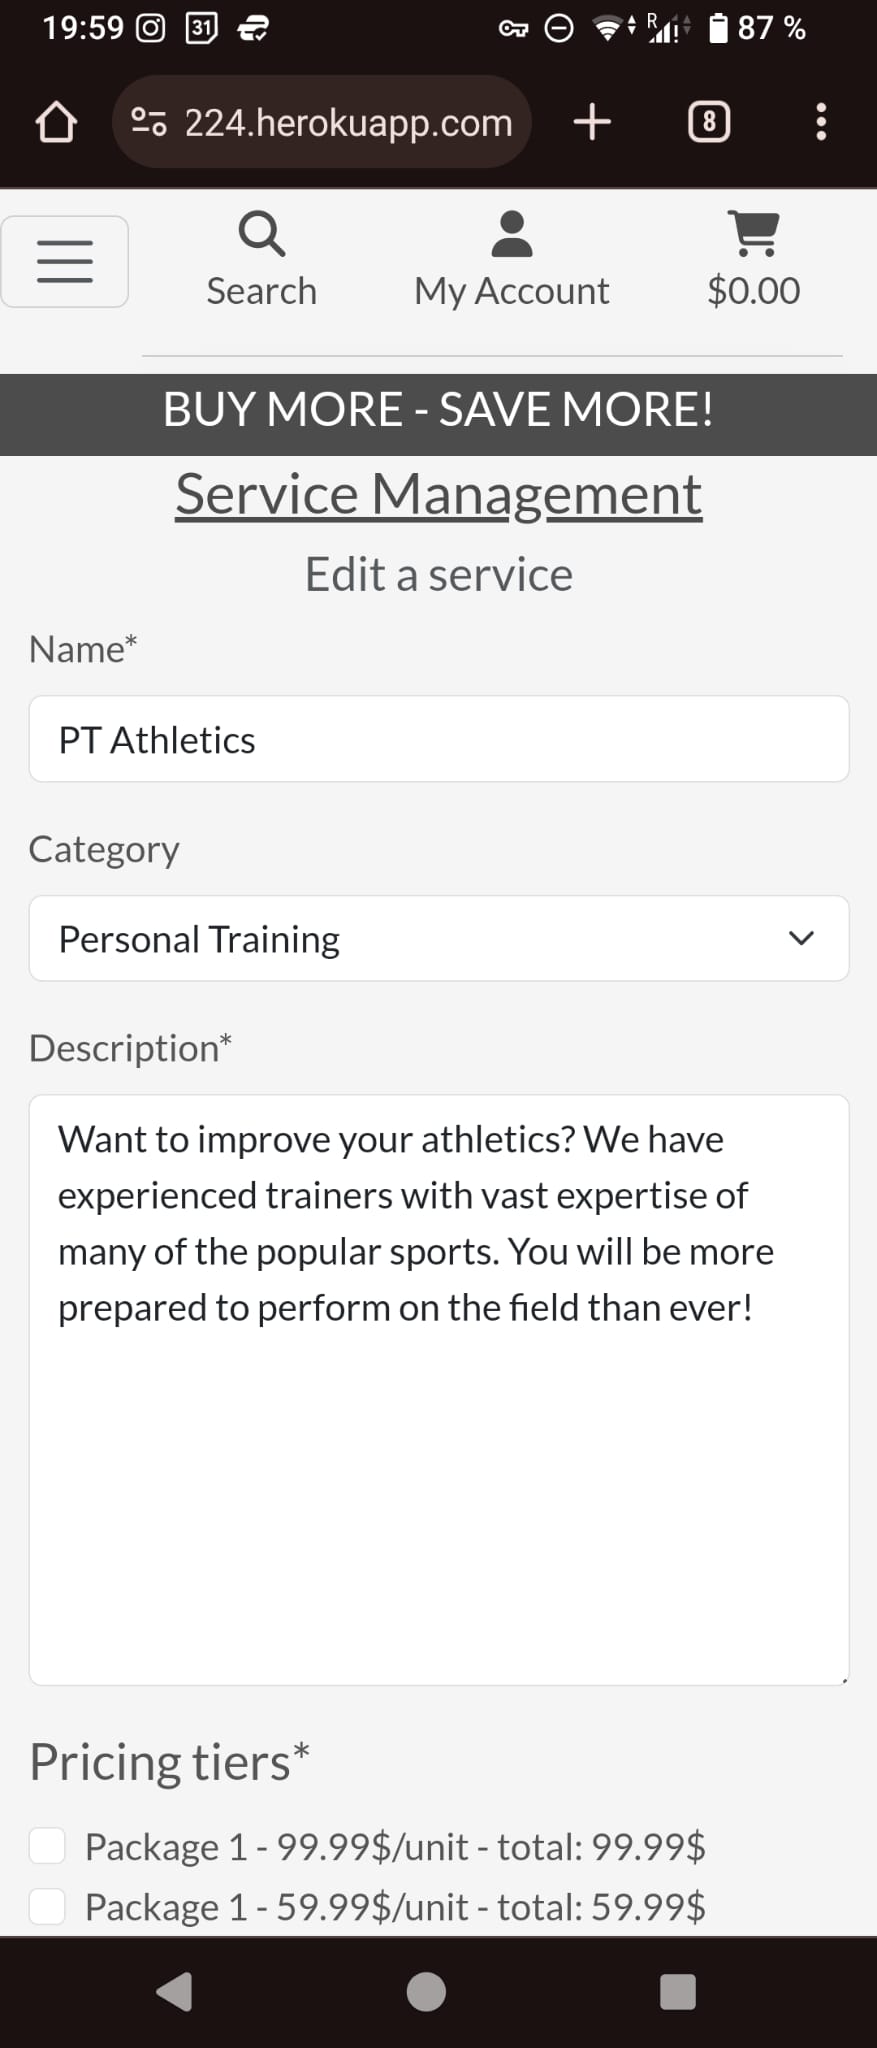 19:59 31 R 87 %
224.herokuapp.com 8
Search My Account $0.00
BUY MORE - SAVE MORE!
Service Management
Edit a service
Name*
PT Athletics
Category
Personal Training
Description*
Want to improve your athletics? We have
experienced trainers with vast expertise of
many of the popular sports. You will be more
prepared to perform on the field than ever!
Pricing tiers*
Package 1 - 99.99$/unit - total: 99.99$
Package 1 - 59.99$/unit - total: 59.99$